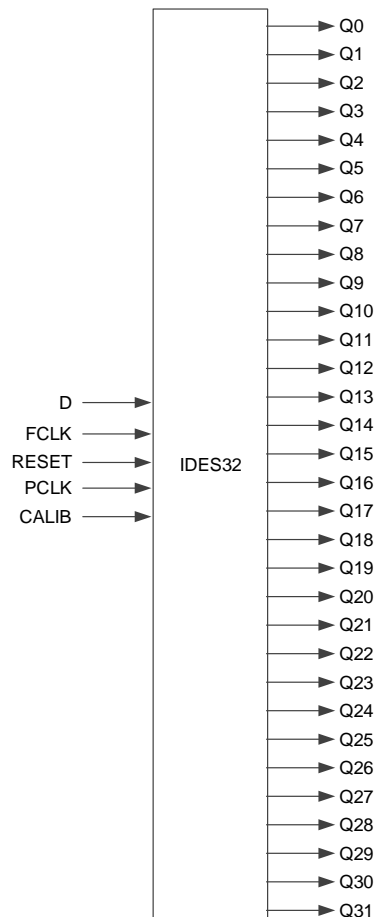 Q0
Q1
Q2
Q3
Q4
Q5
Q6
Q7
Q8
Q9
Q10
Q11
Q12
Q13
D
Q14
FCLK
Q15
RESET
IDES32
Q16
PCLK
Q17
CALIB
Q18
Q19
Q20
Q21
Q22
Q23
Q24
Q25
Q26
Q27
Q28
Q29
Q30
Q31